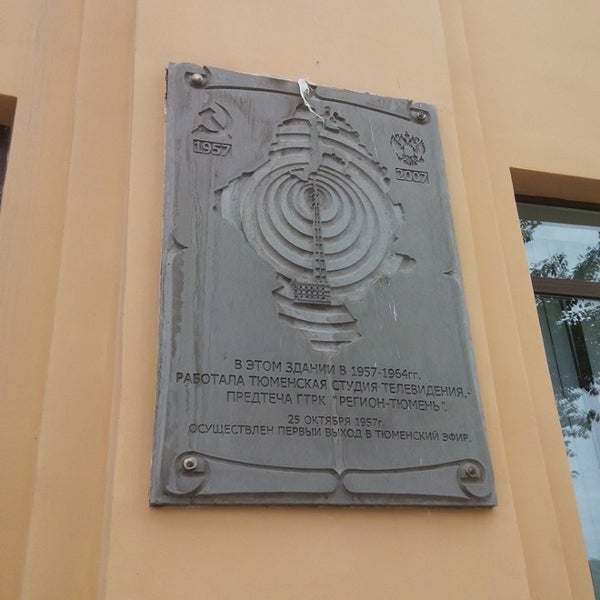 1957
2007
В ЭТОМ ЗДАНИИ В 1957-1964гг.
РАБОТАЛА ТЮМЕНСКАЯ СТУДИЯ ТЕЛЕВИДЕНИЯ,-
ПРЕДТЕЧА ГТРК "РЕГИОН-ТЮМЕНЬ".
25 ОКТЯБРЯ 1957г.
ОСУЩЕСТВЛЕН ПЕРВЫЙ ВЫХОД В ТЮМЕНСКИЙ ЭФИР.